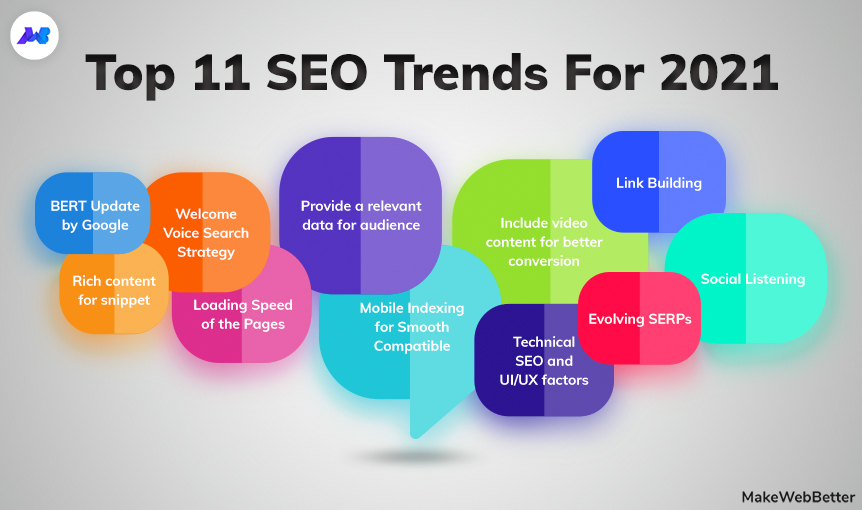 Top 11 SEO Trends For 2021
BERT Update
by Google
Welcome
Voice Search
Strategy
Rich content
for snippet
Loading Speed
of the Pages
Provide a relevant
data for audience
Mobile Indexing
for Smooth
Compatible
Include video
content for better
conversion
Technical
SEO and
UI/UX factors
Link Building
Evolving SERPs
Social Listening
MakeWebBetter